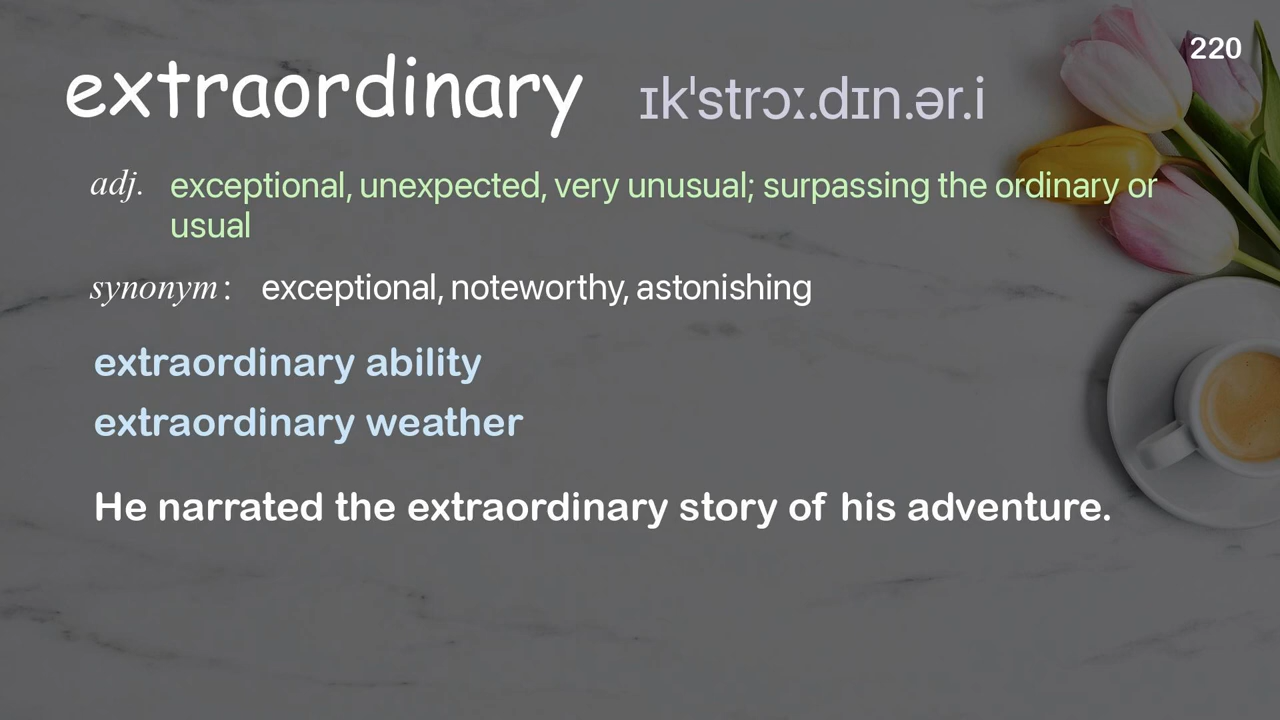 220
extraordinary ɪkˈstrɔː.dɪn.ər.i
adj. exceptional, unexpected, very unusual; surpassing the ordinary or
usual
synonym : exceptional, noteworthy, astonishing
extraordinary ability
extraordinary weather
He narrated the extraordinary story of his adventure.